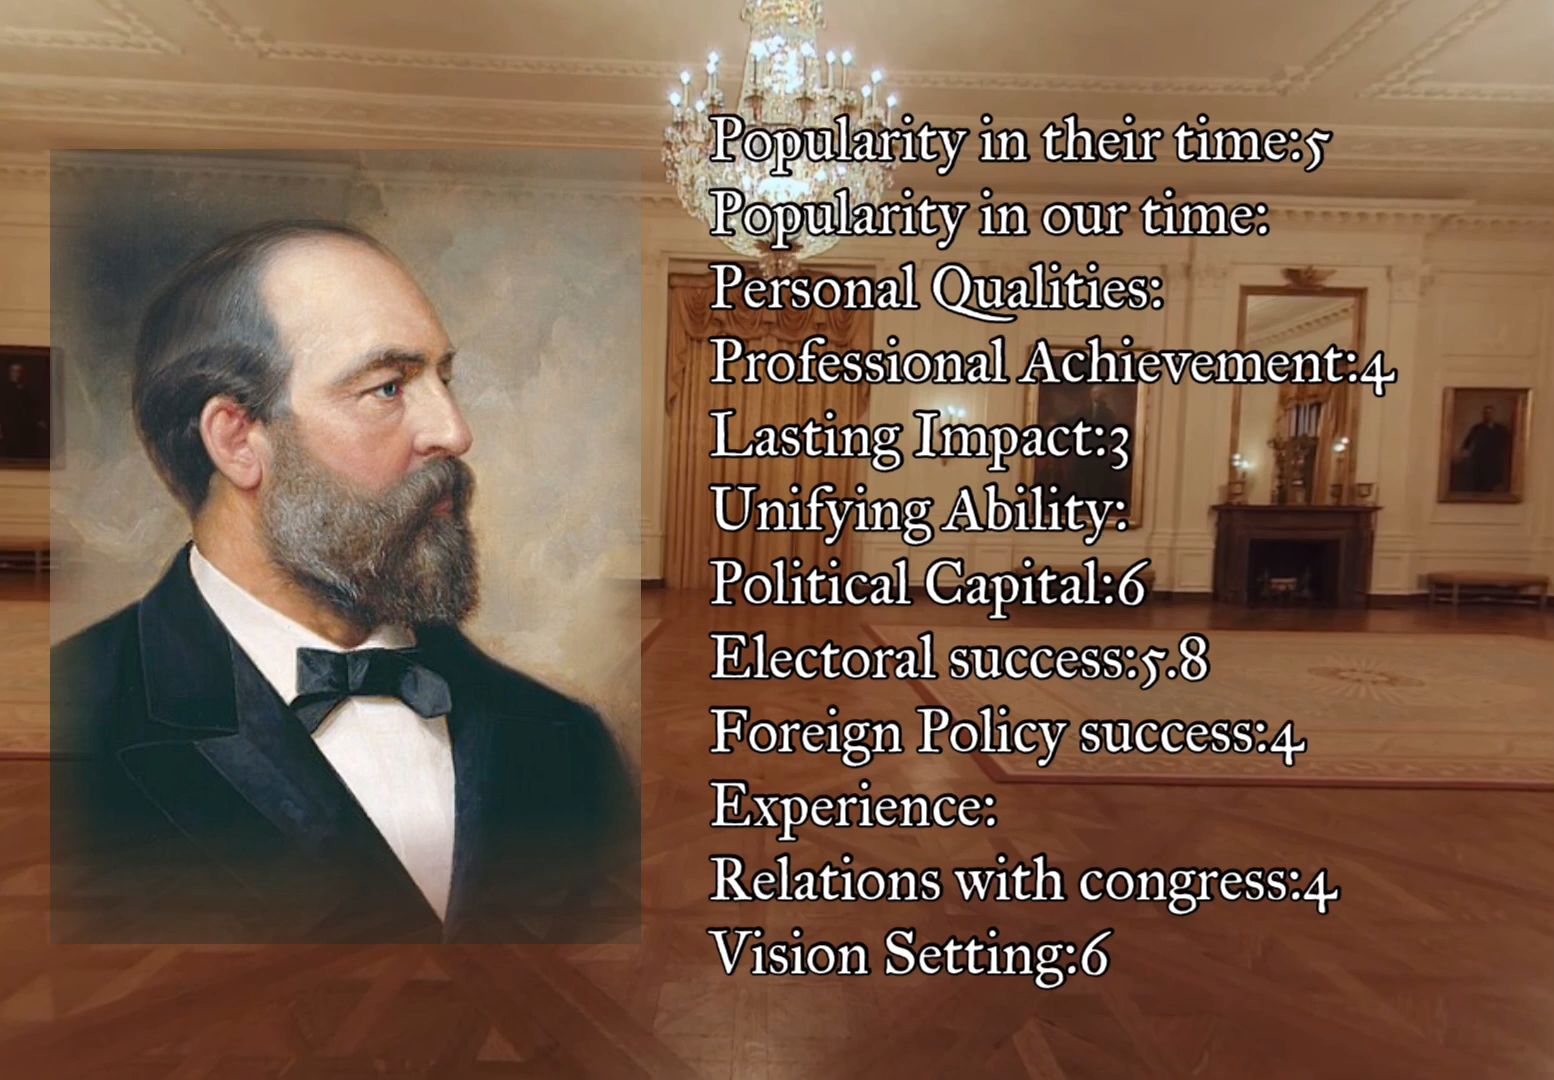 Popularity in their time:5
Popularity in our time:
Personal Qualities:
Professional Achievement:4
Lasting Impact:3
Unifying Ability:
Political Capital:6
Electoral success:5.8
Foreign Policy success:4
Experience:
Relations with congress:4
Vision Setting:6